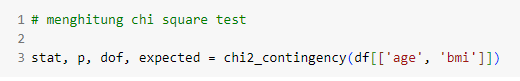 1 # menghitung chi square test
2
3 stat, p, dof, expected = chi2_contingency(df[['age', 'bmi']])